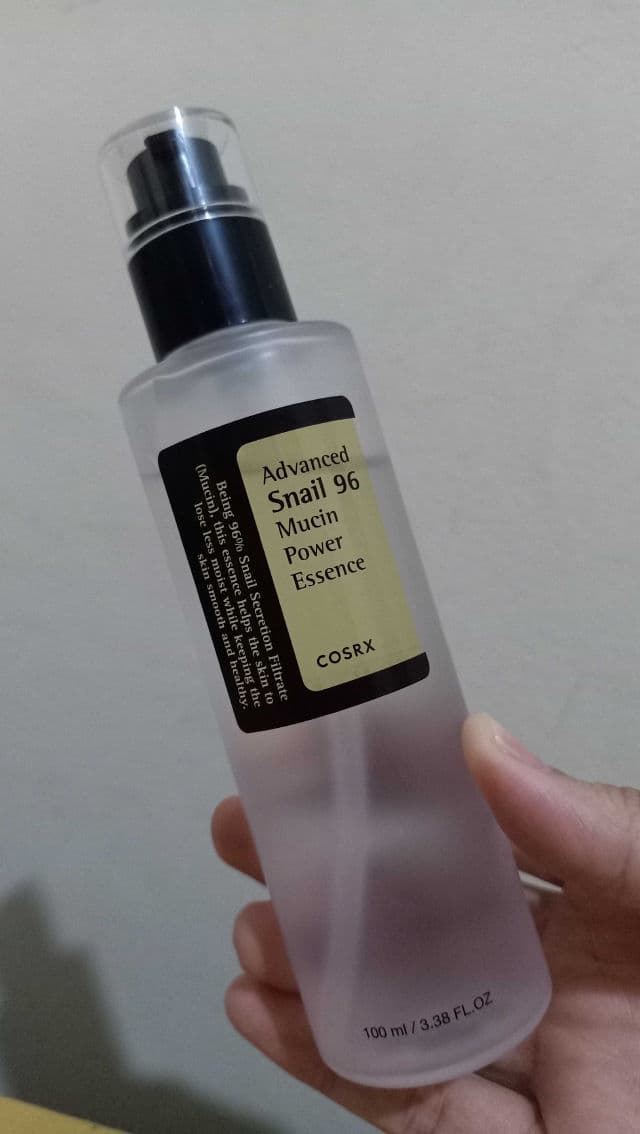 Advanced
Snail 96
Mucin
Power
Essence
COSRX
Being 96% Snail Secretion Filtrate
(Mucin), this essence helps the skin to
lose less moist while keeping the
skin smooth and healthy.
100 ml / 3.38 FL.OZ